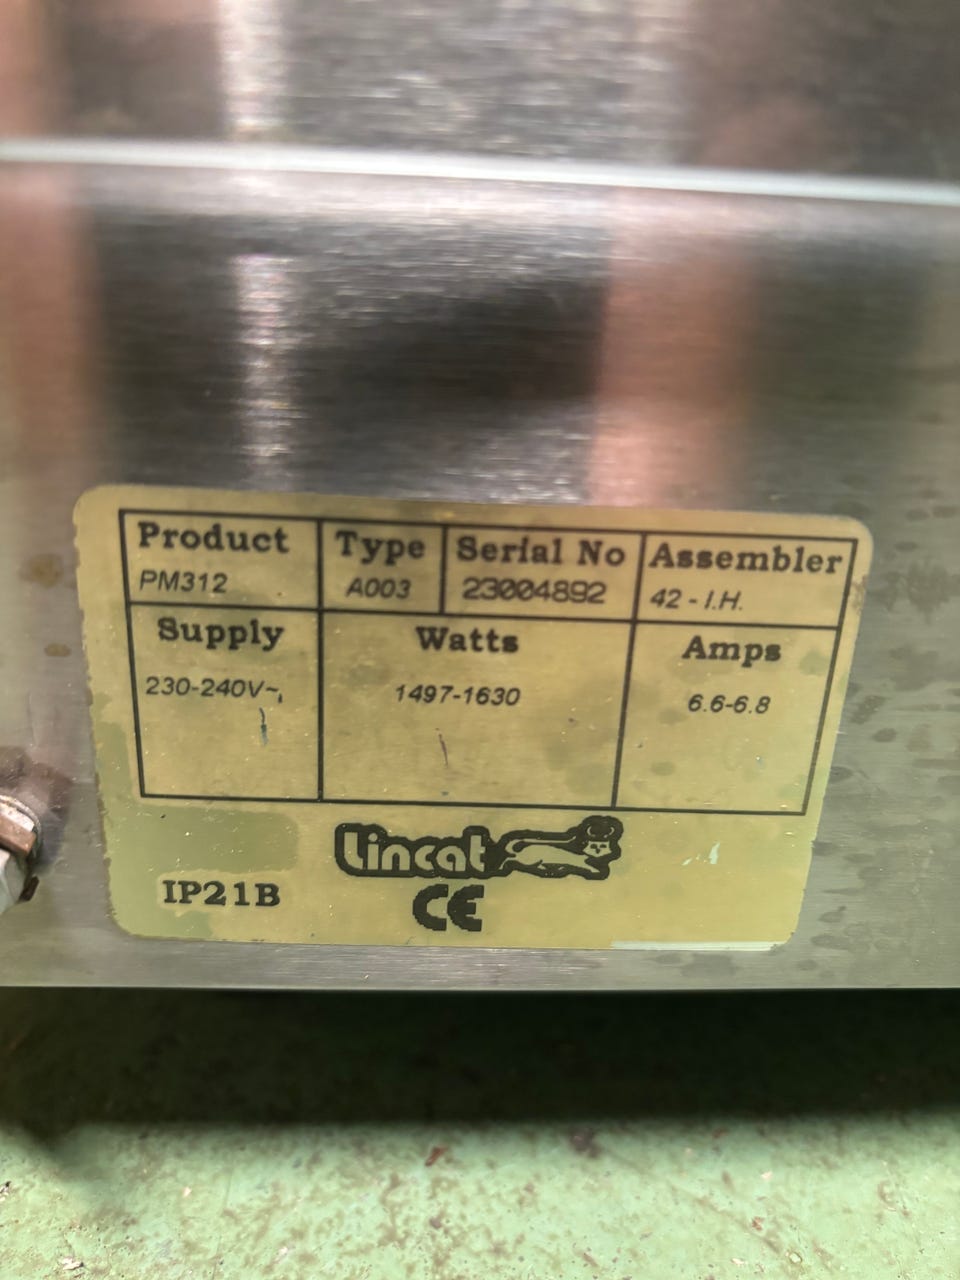 Product Type Serial No Assembler
PM312 A003 23004892 42 - I.H.
Supply Watts Amps
230-240V~, 1497-1630 6.6-6.8
Lincat
IP21B CE